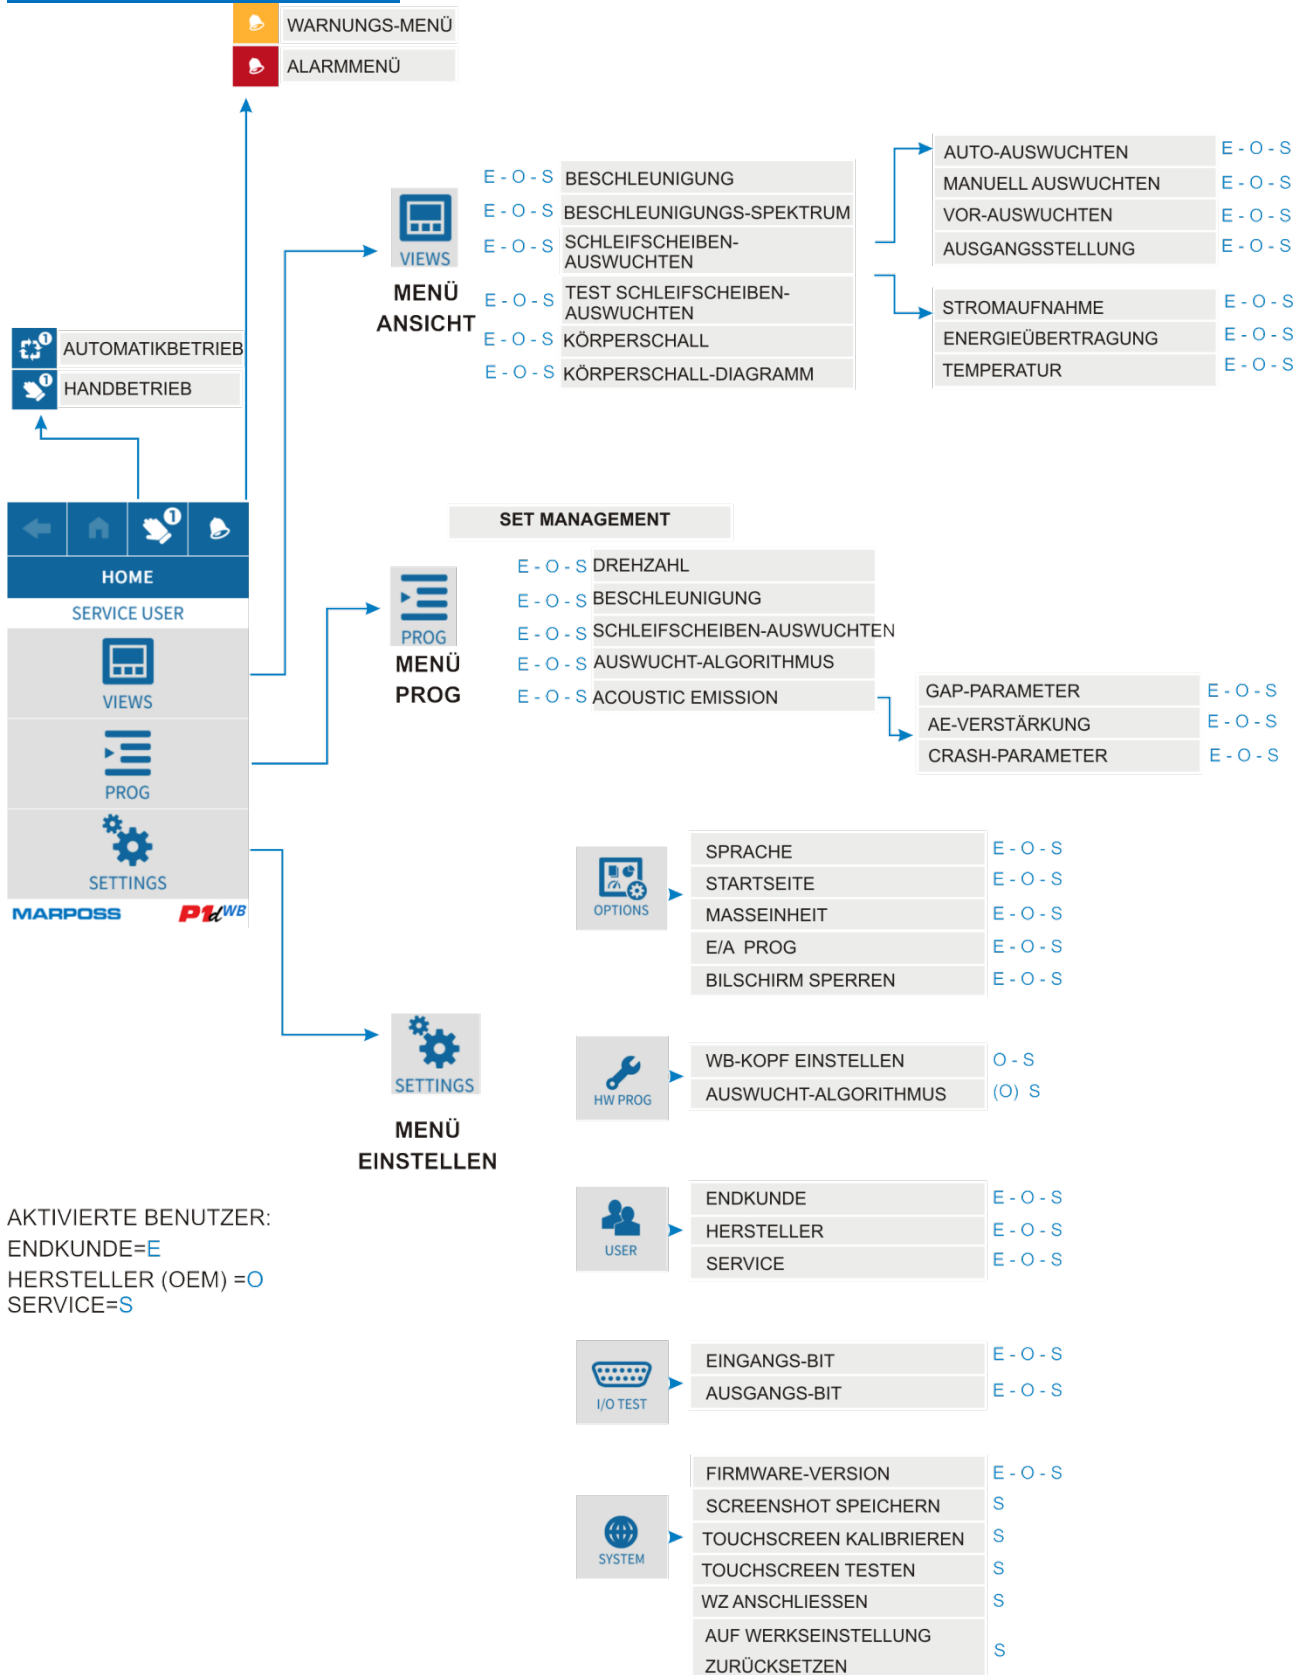 WARNUNGS-MENÜ
ALARMMENÜ
E - O - S BESCHLEUNIGUNG
E - O - S BESCHLEUNIGUNGS-SPEKTRUM
E - O - S SCHLEIFSCHEIBEN-
AUSWUCHTEN
E - O - S TEST SCHLEIFSCHEIBEN-
AUSWUCHTEN
E - O - S KÖRPERSCHALL
E - O - S KÖRPERSCHALL-DIAGRAMM
VIEWS
MENÜ
ANSICHT
AUTO-AUSWUCHTEN E - O - S
MANUELL AUSWUCHTEN E - O - S
VOR-AUSWUCHTEN E - O - S
AUSGANGSSTELLUNG E - O - S
STROMAUFNAHME E - O - S
ENERGIEÜBERTRAGUNG E - O - S
TEMPERATUR E - O - S
1 AUTOMATIKBETRIEB
1 HANDBETRIEB
1
HOME
SERVICE USER
VIEWS
PROG
SETTINGS
MARPOSS P1dWB
SET MANAGEMENT
E - O - S DREHZAHL
E - O - S BESCHLEUNIGUNG
E - O - S SCHLEIFSCHEIBEN-AUSWUCHTEN
E - O - S AUSWUCHT-ALGORITHMUS
E - O - S ACOUSTIC EMISSION
PROG
MENÜ
PROG
GAP-PARAMETER E - O - S
AE-VERSTÄRKUNG E - O - S
CRASH-PARAMETER E - O - S
OPTIONS
SPRACHE E - O - S
STARTSEITE E - O - S
MASSEINHEIT E - O - S
E/A PROG E - O - S
BILSCHIRM SPERREN E - O - S
SETTINGS
MENÜ
EINSTELLEN
HW PROG
WB-KOPF EINSTELLEN O - S
AUSWUCHT-ALGORITHMUS (O) S
USER
ENDKUNDE E - O - S
HERSTELLER E - O - S
SERVICE E - O - S
AKTIVIERTE BENUTZER:
ENDKUNDE=E
HERSTELLER (OEM) =O
SERVICE=S
I/O TEST
EINGANGS-BIT E - O - S
AUSGANGS-BIT E - O - S
SYSTEM
FIRMWARE-VERSION E - O - S
SCREENSHOT SPEICHERN S
TOUCHSCREEN KALIBRIEREN S
TOUCHSCREEN TESTEN S
WZ ANSCHLIESSEN S
AUF WERKSEINSTELLUNG
ZURÜCKSETZEN S